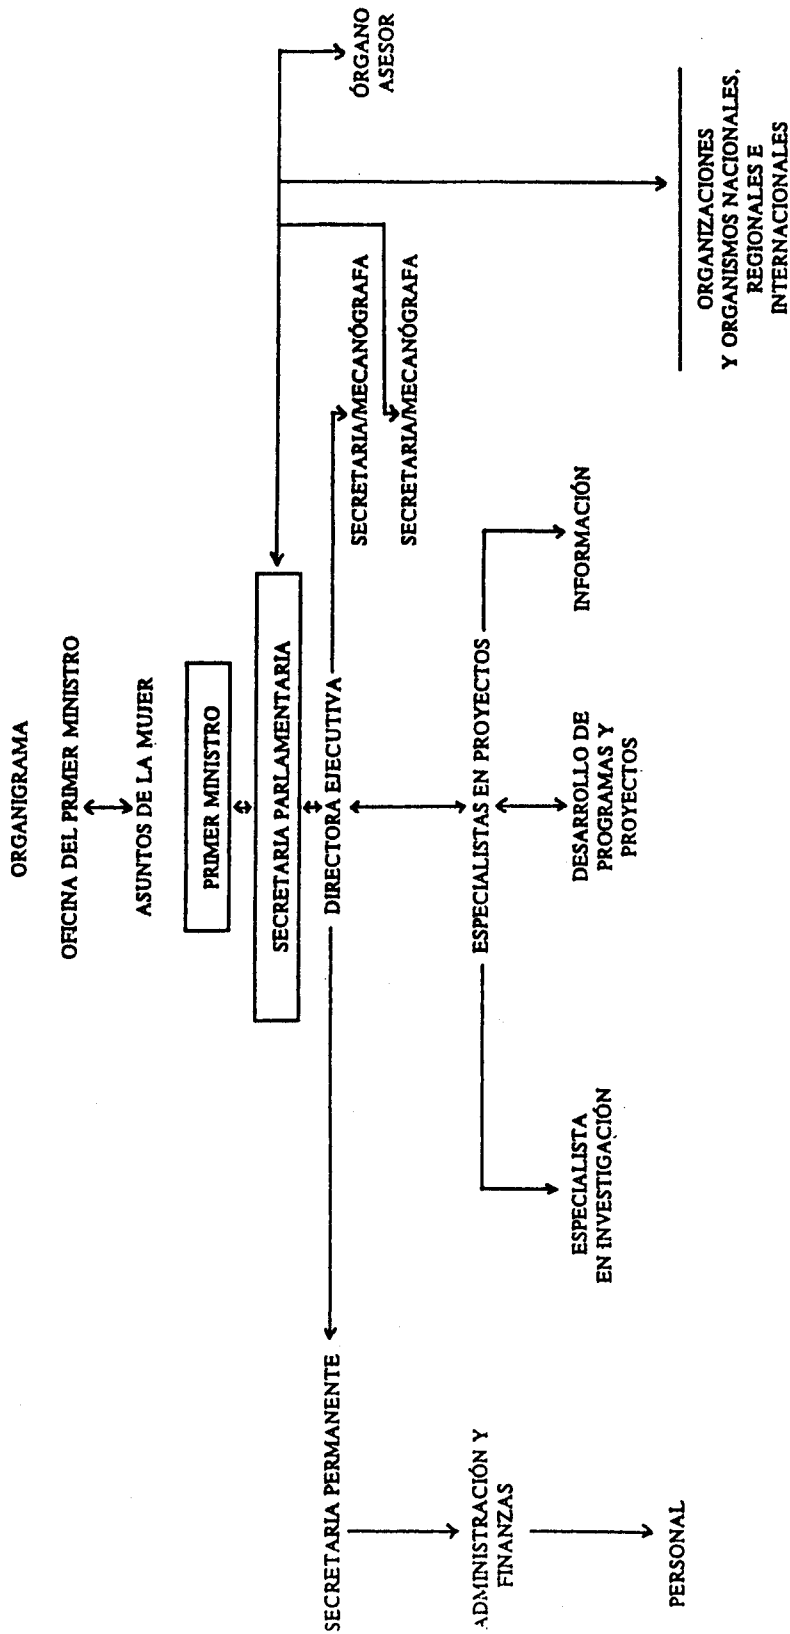 ORGANIGRAMA
OFICINA DEL PRIMER MINISTRO
ASUNTOS DE LA MUJER
PRIMER MINISTRO
SECRETARIA PARLAMENTARIA
SECRETARIA PERMANENTE
DIRECTORA EJECUTIVA
SECRETARIA/MECANÓGRAFA
SECRETARIA/MECANÓGRAFA
ÓRGANO
ASESOR
ADMINISTRACIÓN Y
FINANZAS
ESPECIALISTAS EN PROYECTOS
PERSONAL
ESPECIALISTA
EN INVESTIGACIÓN
DESARROLLO DE
PROGRAMAS Y
PROYECTOS
INFORMACIÓN
ORGANIZACIONES
Y ORGANISMOS NACIONALES,
REGIONALES E
INTERNACIONALES